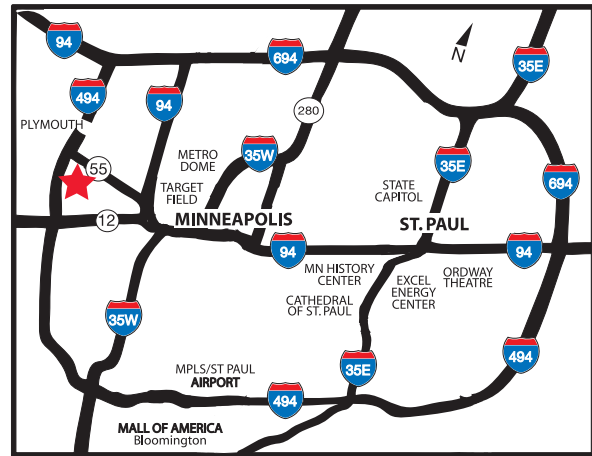 94
694
35E
N
494
94
280
PLYMOUTH
METRO
DOME
35W
35E
55
694
TARGET
FIELD
STATE
CAPITOL
12
MINNEAPOLIS
ST. PAUL
94
94
MN HISTORY
CENTER
EXCEL
ENERGY
CENTER
ORDWAY
THEATRE
CATHEDRAL
OF ST. PAUL
35W
494
MPLS/ST PAUL
AIRPORT
35E
494
MALL OF AMERICA
Bloomington